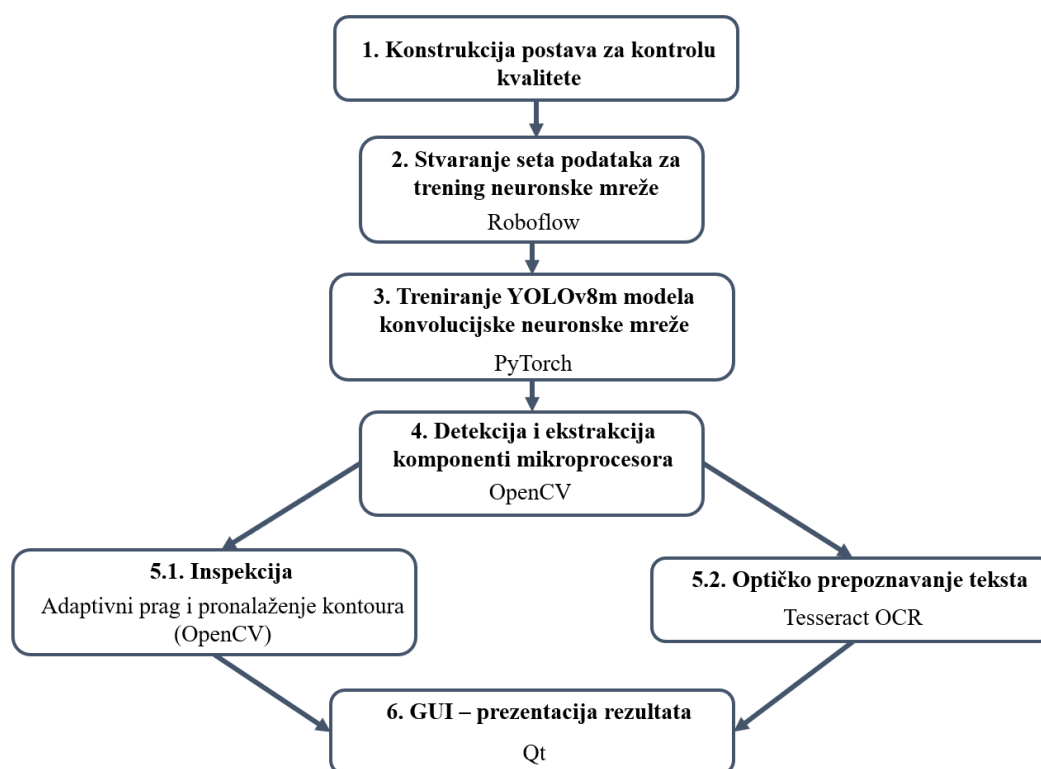 1. Konstrukcija postava za kontrolu
kvalitete
2. Stvaranje seta podataka za
trening neuronske mreže
Roboflow
3. Treniranje YOLOv8m modela
konvolucijske neuronske mreže
PyTorch
4. Detekcija i ekstrakcija
komponenti mikroprocesora
OpenCV
5.1. Inspekcija
Adaptivni prag i pronalaženje kontoura
(OpenCV)
5.2. Optičko prepoznavanje teksta
Tesseract OCR
6. GUI – prezentacija rezultata
Qt